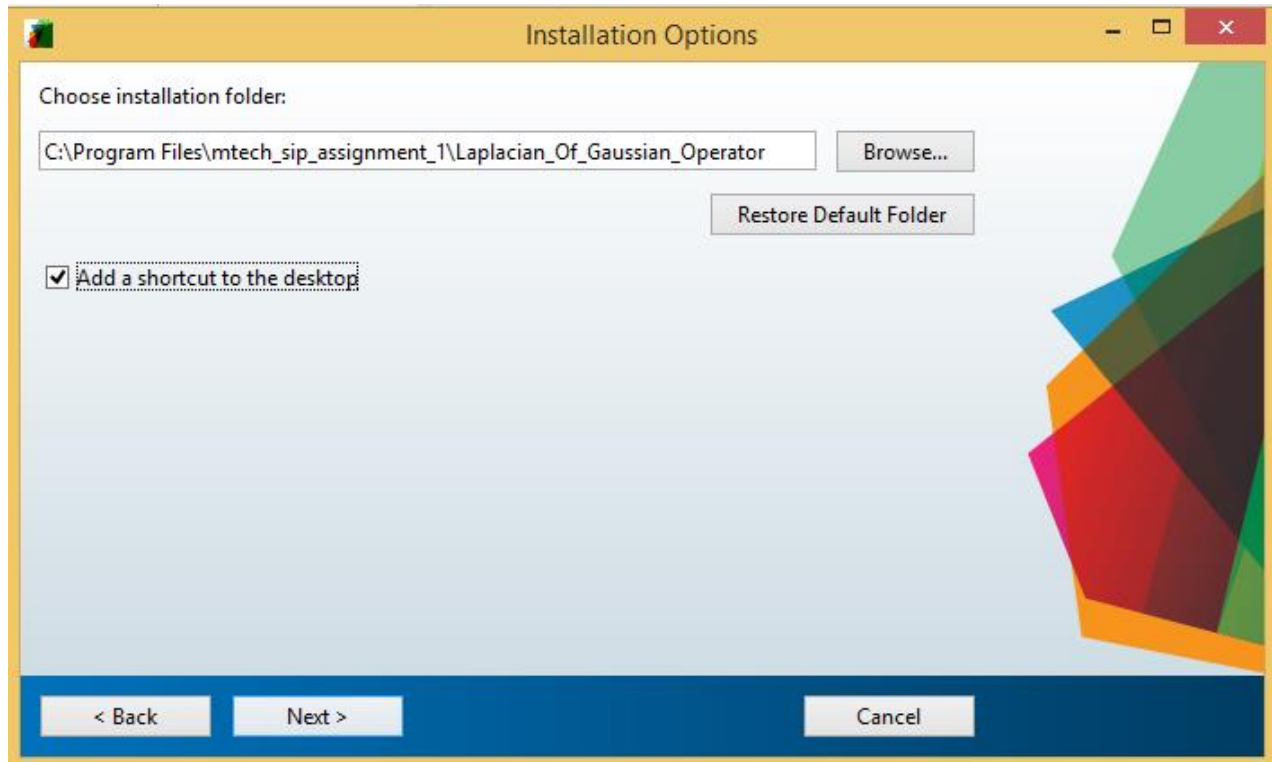 Installation Options
Choose installation folder:
C:\Program Files\mtech_sip_assignment_1\Laplacian_Of_Gaussian_Operator
Browse...
Restore Default Folder
Add a shortcut to the desktop
< Back
Next >
Cancel